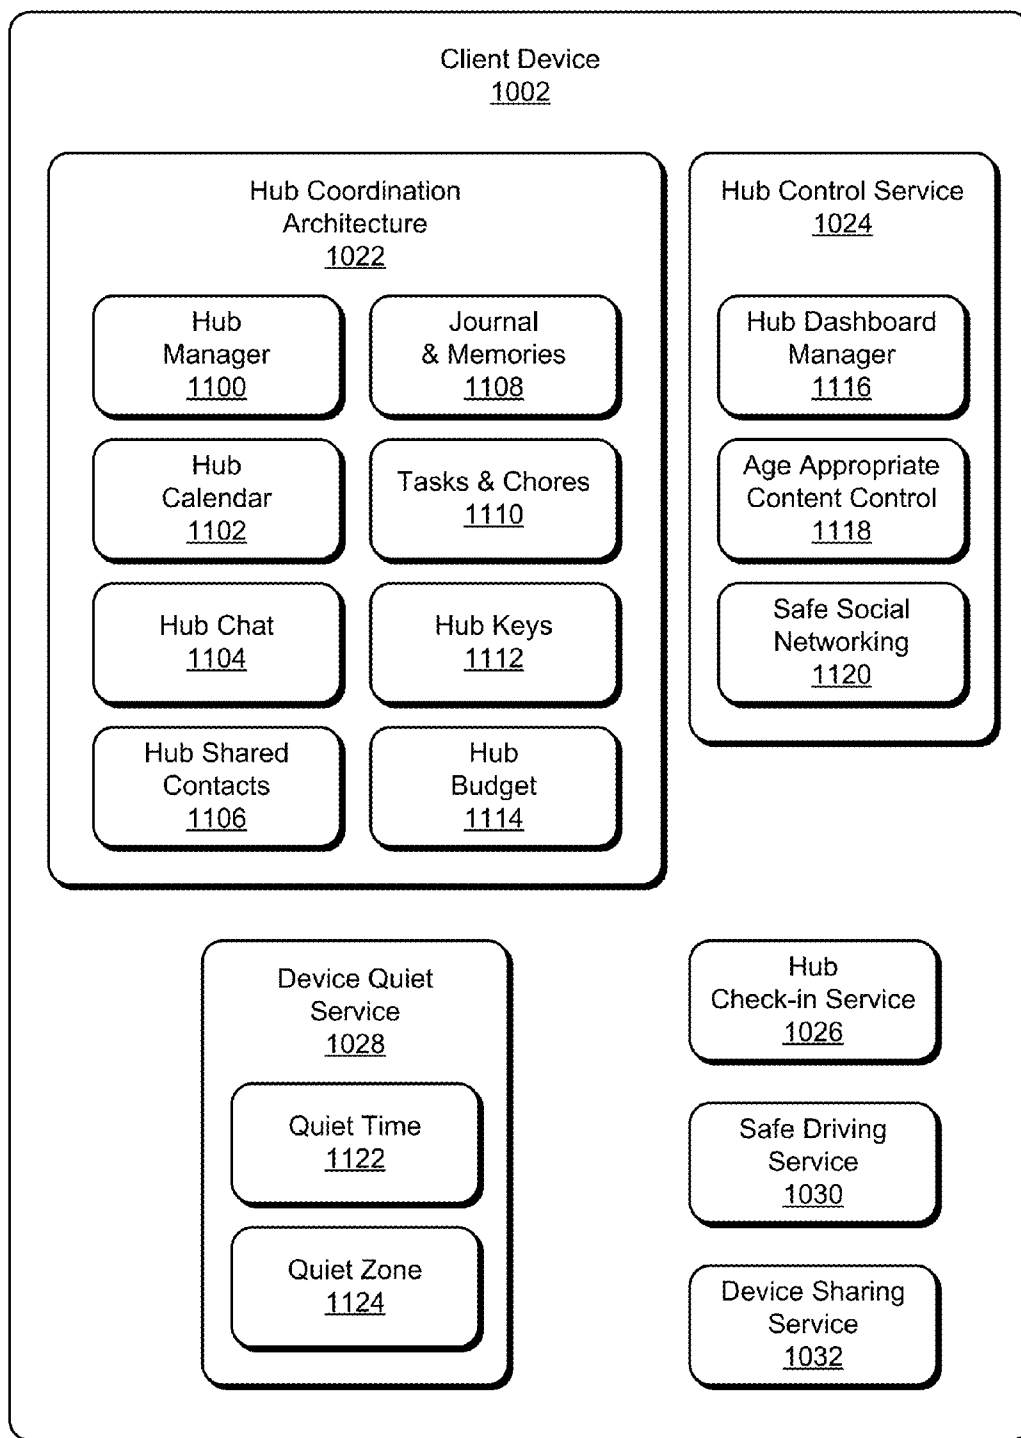 Client Device
1002
Hub Coordination
Architecture
1022
Hub
Manager
1100
Journal
& Memories
1108
Hub
Calendar
1102
Tasks & Chores
1110
Hub Chat
1104
Hub Keys
1112
Hub Shared
Contacts
1106
Hub
Budget
1114
Hub Control Service
1024
Hub Dashboard
Manager
1116
Age Appropriate
Content Control
1118
Safe Social
Networking
1120
Device Quiet
Service
1028
Quiet Time
1122
Quiet Zone
1124
Hub
Check-in Service
1026
Safe Driving
Service
1030
Device Sharing
Service
1032